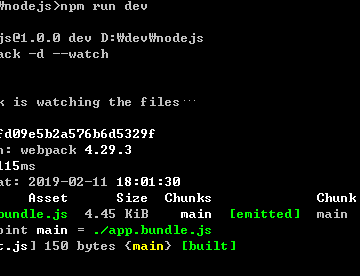 ₩nodejs>npm run dev
js@1.0.0 dev D:₩dev₩nodejs
ack -d --watch
k is watching the files…
fd09e5b2a576b6d5329f
n: webpack 4.29.3
115ms
at: 2019-02-11 18:01:30
Asset Size Chunks Chunk
bundle.js 4.45 KiB main [emitted] main
point main = ./app.bundle.js
t.js] 150 bytes {main} [built]